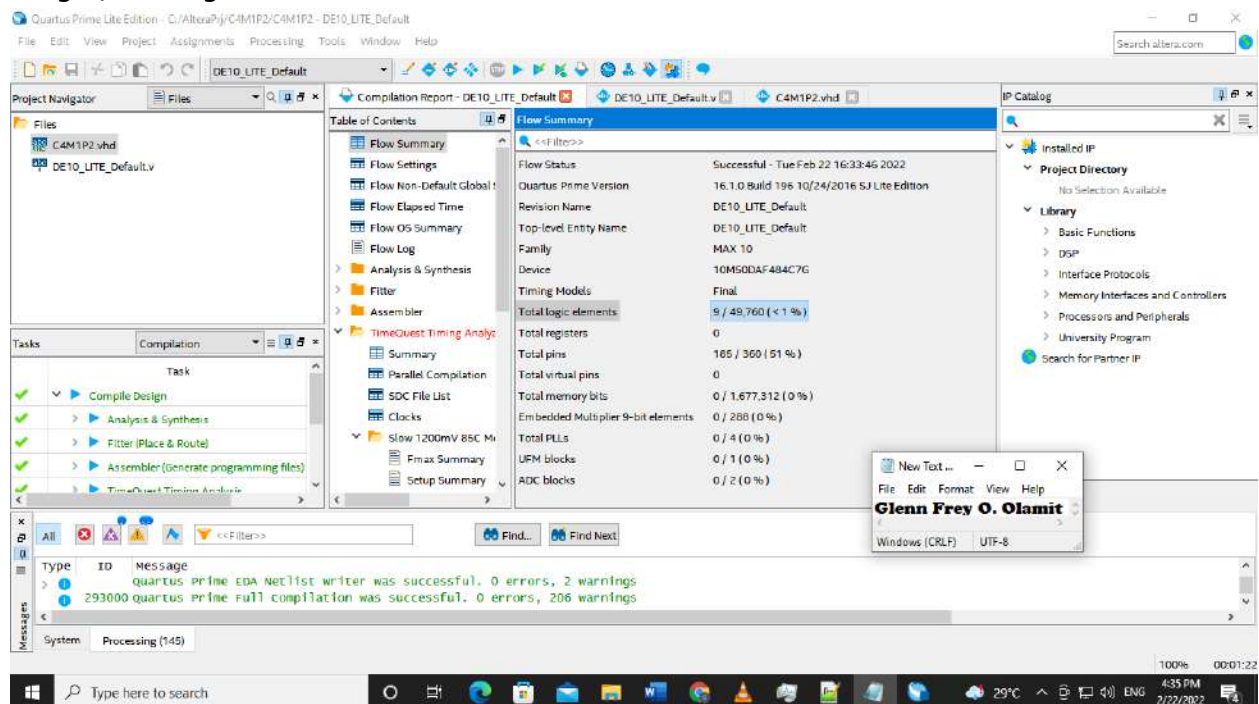 Quartus Prime Lite Edition - C:/AlteraPrj/C4M1P2/C4M1P2 - DE10_LITE_Default
File Edit View Project Assignments Processing Tools Window Help
Search altera.com
DE10_LITE_Default
Project Navigator
Files
Files
C4M1P2.vhd
DE10_LITE_Default.v
Compilation Report - DE10_LITE_Default
DE10_LITE_Default.v
C4M1P2.vhd
Table of Contents
Flow Summary
Flow Settings
Flow Non-Default Global
Flow Elapsed Time
Flow OS Summary
Flow Log
Analysis & Synthesis
Fitter
Assembler
TimeQuest Timing Analyz
Summary
Parallel Compilation
SDC File List
Clocks
Slow 1200mV 85C Mo
Fmax Summary
Setup Summary
Flow Summary
<<Filter>>
Flow Status Successful - Tue Feb 22 16:33:46 2022
Quartus Prime Version 16.1.0 Build 196 10/24/2016 SJ Lite Edition
Revision Name DE10_LITE_Default
Top-level Entity Name DE10_LITE_Default
Family MAX 10
Device 10M50DAF484C7G
Timing Models Final
Total logic elements 9 / 49,760 ( < 1 % )
Total registers 0
Total pins 185 / 360 ( 51 % )
Total virtual pins 0
Total memory bits 0 / 1,677,312 ( 0 % )
Embedded Multiplier 9-bit elements 0 / 288 ( 0 % )
Total PLLs 0 / 4 ( 0 % )
UFM blocks 0 / 1 ( 0 % )
ADC blocks 0 / 2 ( 0 % )
IP Catalog
Installed IP
Project Directory
No Selection Available
Library
Basic Functions
DSP
Interface Protocols
Memory Interfaces and Controllers
Processors and Peripherals
University Program
Search for Partner IP
Tasks
Compilation
Task
Compile Design
Analysis & Synthesis
Fitter (Place & Route)
Assembler (Generate programming files)
TimeQuest Timing Analysis
New Text ...
File Edit Format View Help
Glenn Frey O. Olamit
Windows (CRLF) UTF-8
All
<<Filter>>
Find...
Find Next
Type ID Message
Quartus Prime EDA Netlist Writer was successful. 0 errors, 2 warnings
293000 Quartus Prime Full Compilation was successful. 0 errors, 206 warnings
Messages
System Processing (145)
100% 00:01:22
Type here to search
29°C
ENG
4:35 PM
2/22/2022